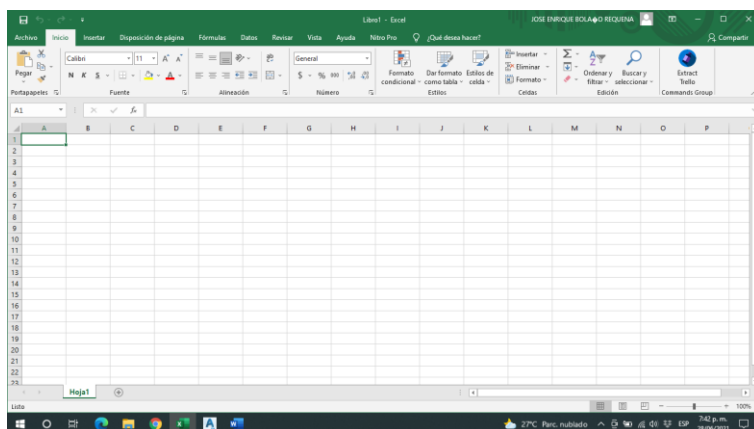 Libro1 - Excel
JOSE ENRIQUE BOLA�O REQUENA
Archivo Inicio Insertar Disposición de página Fórmulas Datos Revisar Vista Ayuda Nitro Pro ¿Qué desea hacer? Compartir
Calibri 11 General Insertar
Pegar N K S $ % 000 Formato condicional Dar formato como tabla Estilos de celda Eliminar Formato Ordenar y filtrar Buscar y seleccionar Extract Trello
Portapapeles Fuente Alineación Número Estilos Celdas Edición Commands Group
A1 fx
A B C D E F G H I J K L M N O P
1
2
3
4
5
6
7
8
9
10
11
12
13
14
15
16
17
18
19
20
21
22
23
Hoja1
Listo 100%
27°C Parc. nublado ESP 7:42 p. m.